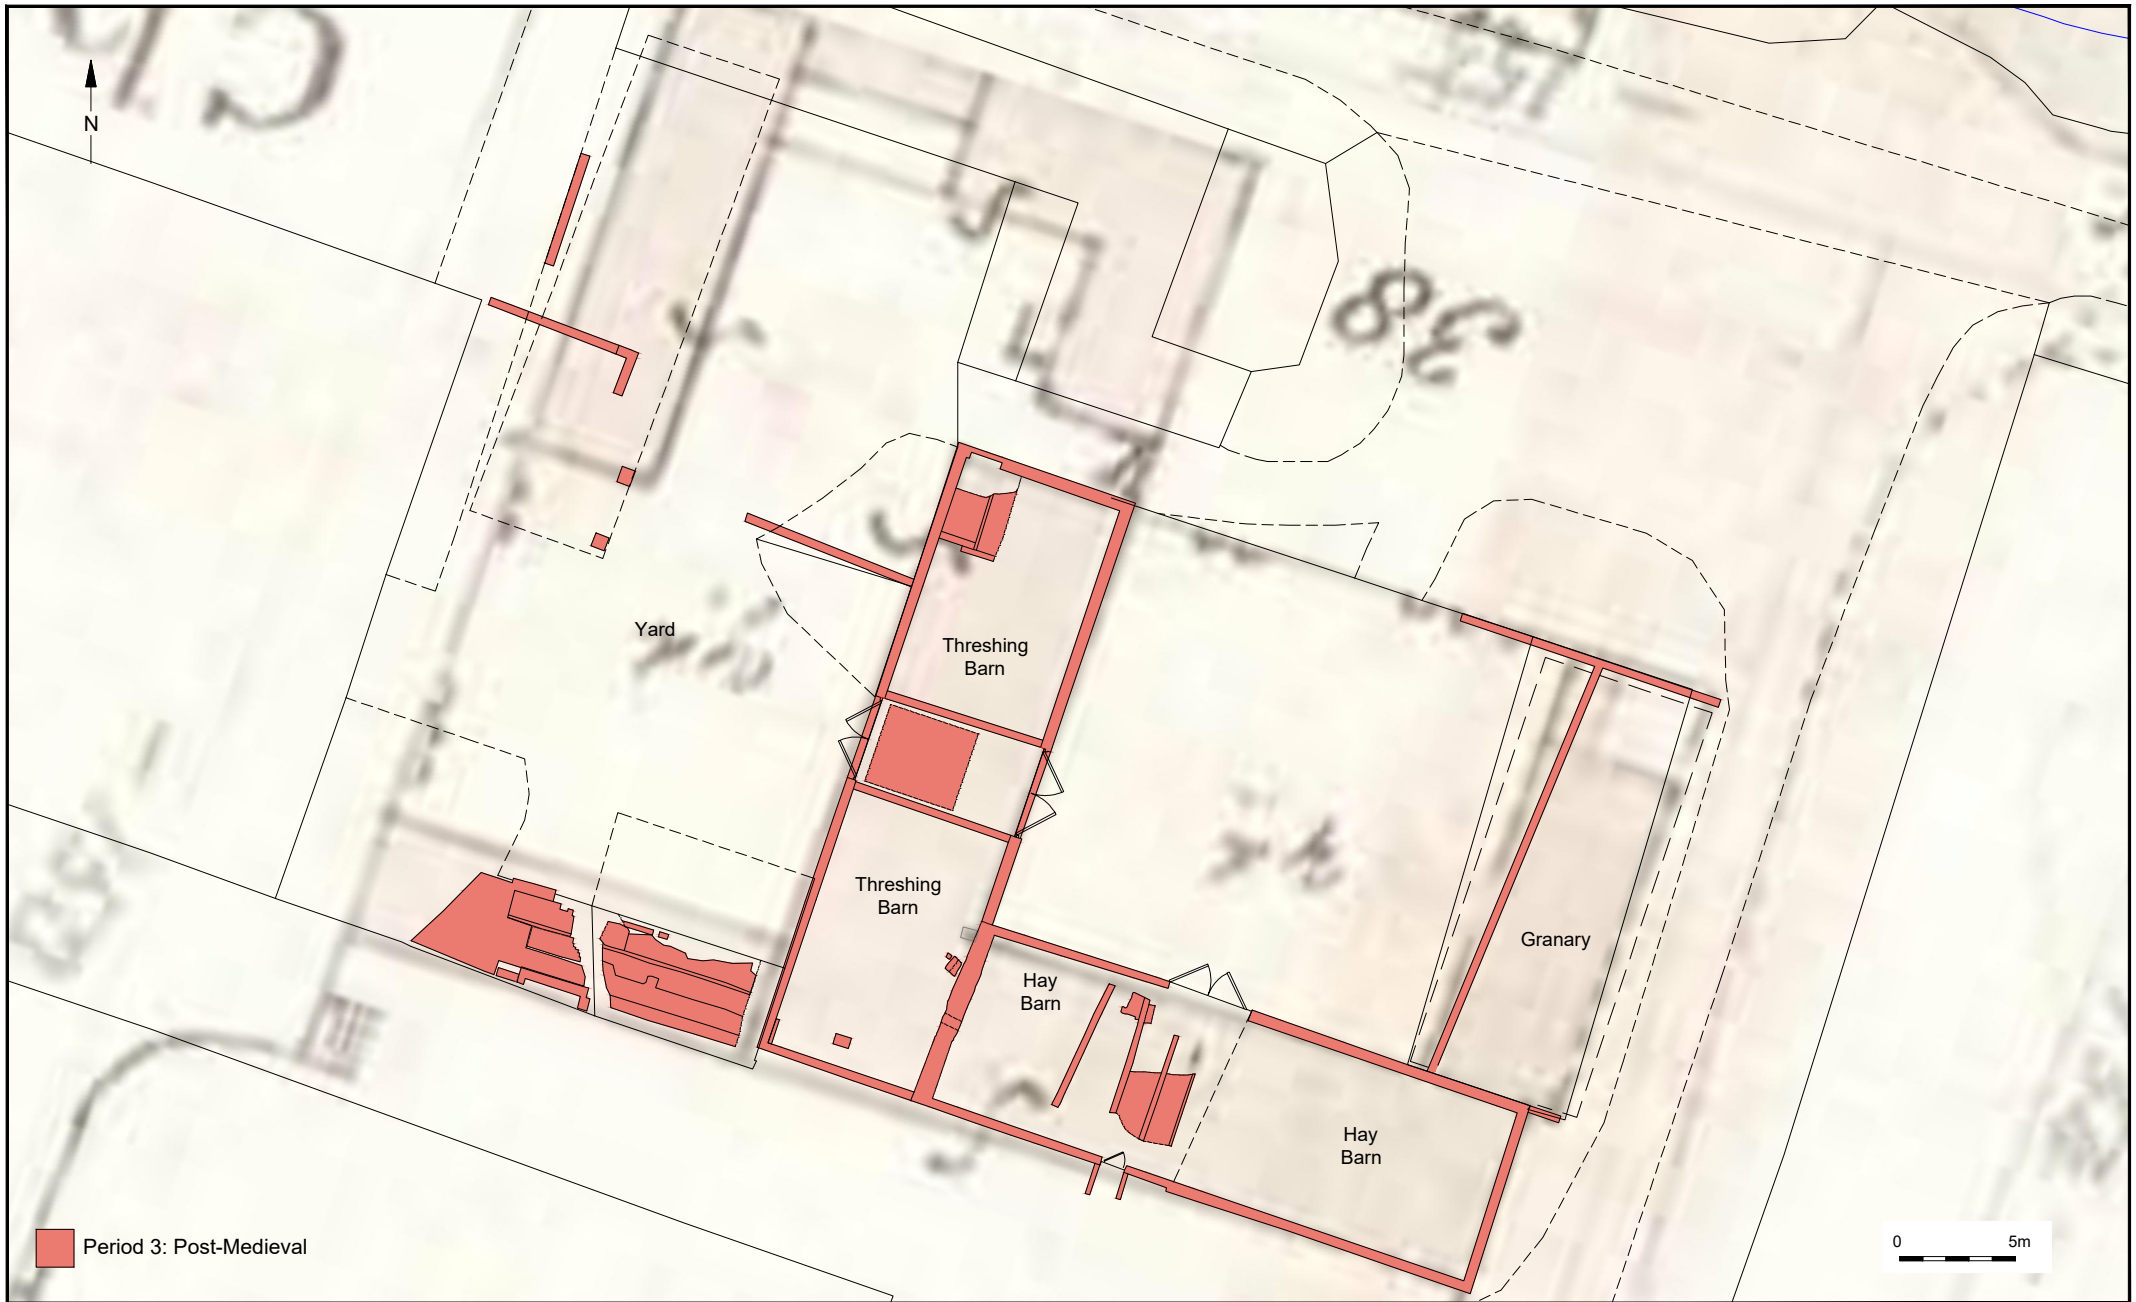 N
38
Yard
Threshing
Barn
Threshing
Barn
Granary
Hay
Barn
Hay
Barn
Period 3: Post-Medieval
0 5m